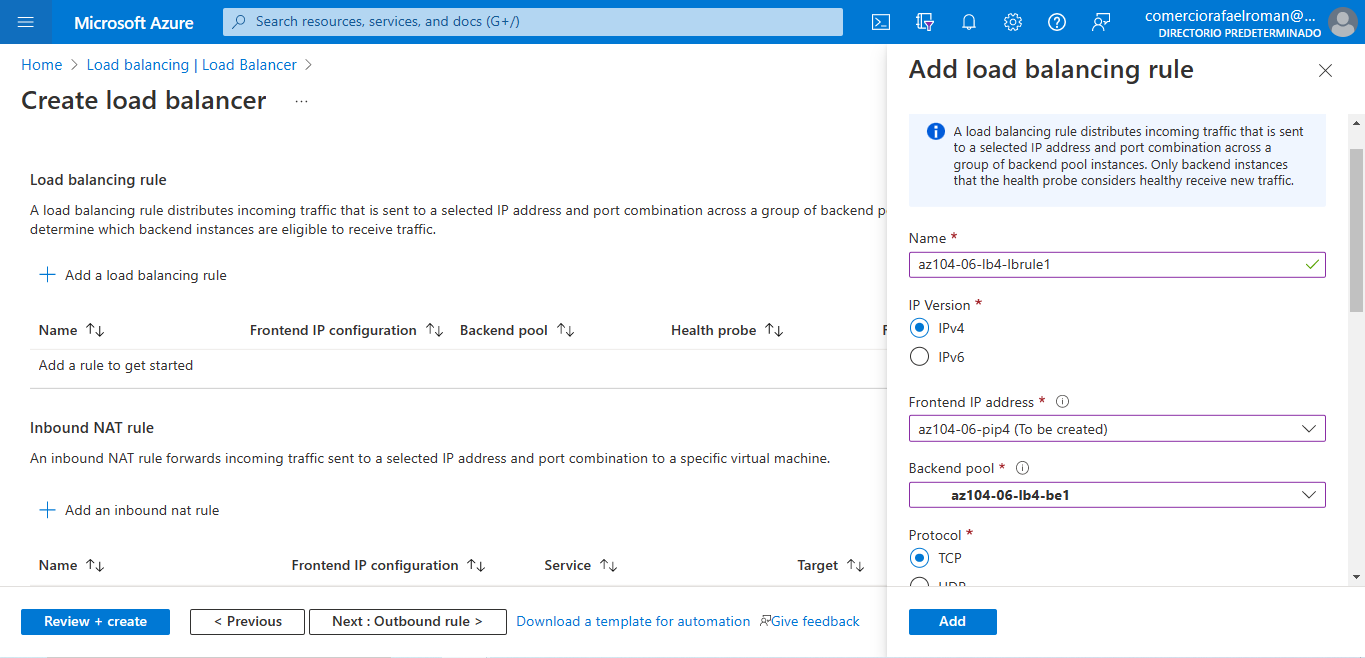 Microsoft Azure
Search resources, services, and docs (G+/)
comerciorafaelroman@...
DIRECTORIO PREDETERMINADO
Home > Load balancing | Load Balancer >
Create load balancer ...
Load balancing rule
A load balancing rule distributes incoming traffic that is sent to a selected IP address and port combination across a group of backend p
determine which backend instances are eligible to receive traffic.
+ Add a load balancing rule
Name Frontend IP configuration Backend pool Health probe F
Add a rule to get started
Inbound NAT rule
An inbound NAT rule forwards incoming traffic sent to a selected IP address and port combination to a specific virtual machine.
+ Add an inbound nat rule
Name Frontend IP configuration Service Target
Review + create < Previous Next : Outbound rule > Download a template for automation Give feedback
Add load balancing rule
A load balancing rule distributes incoming traffic that is sent
to a selected IP address and port combination across a
group of backend pool instances. Only backend instances
that the health probe considers healthy receive new traffic.
Name *
az104-06-lb4-lbrule1
IP Version *
IPv4
IPv6
Frontend IP address *
az104-06-pip4 (To be created)
Backend pool *
az104-06-lb4-be1
Protocol *
TCP
UDP
Add